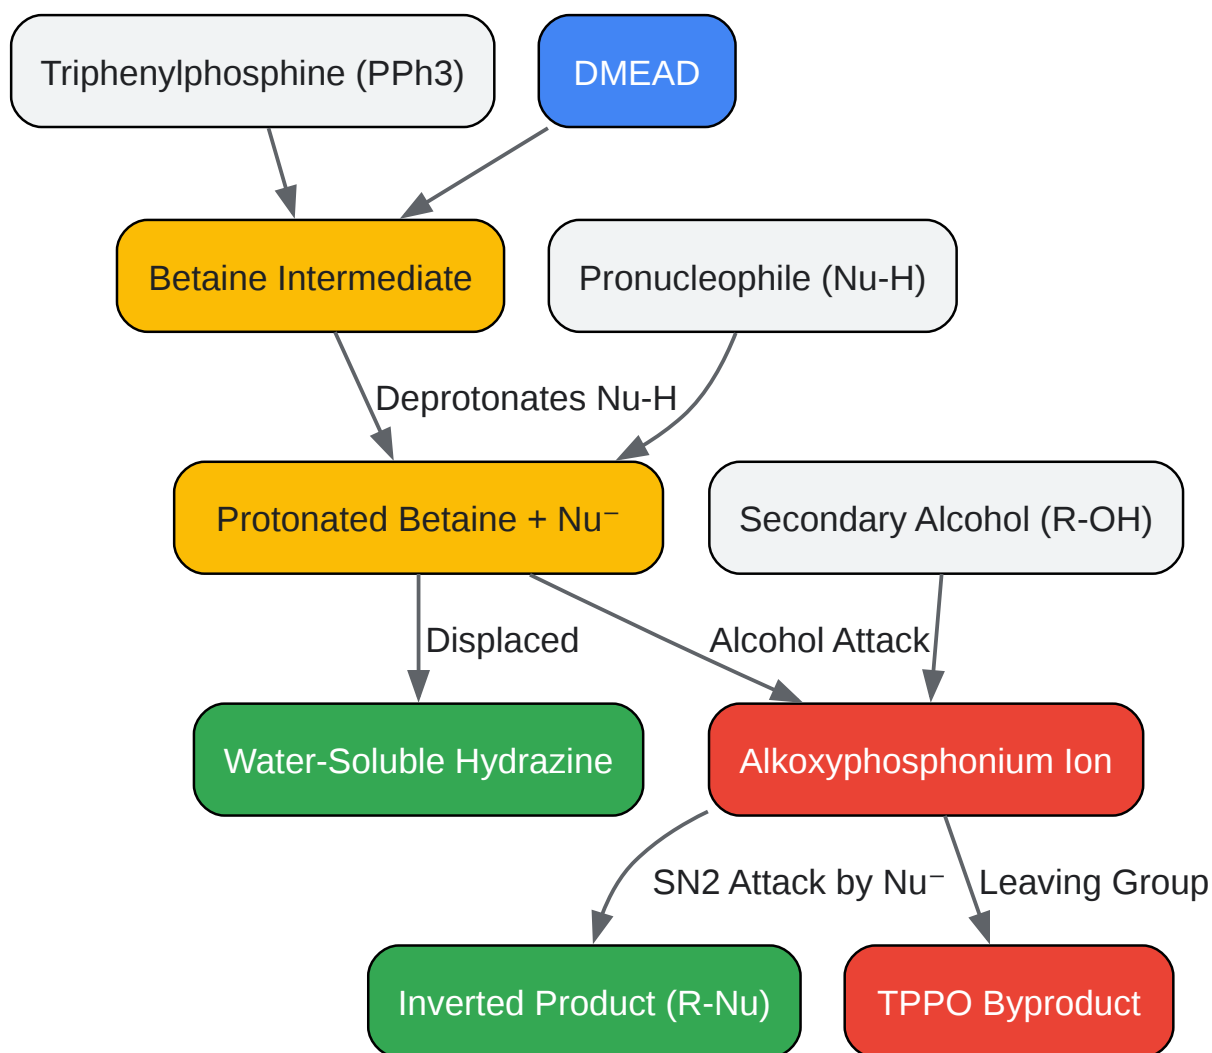 Triphenylphosphine (PPh3)
DMEAD
Betaine Intermediate
Pronucleophile (Nu-H)
Deprotonates Nu-H
Protonated Betaine + Nu⁻
Secondary Alcohol (R-OH)
Displaced
Alcohol Attack
Water-Soluble Hydrazine
Alkoxyphosphonium Ion
SN2 Attack by Nu⁻
Leaving Group
Inverted Product (R-Nu)
TPPO Byproduct